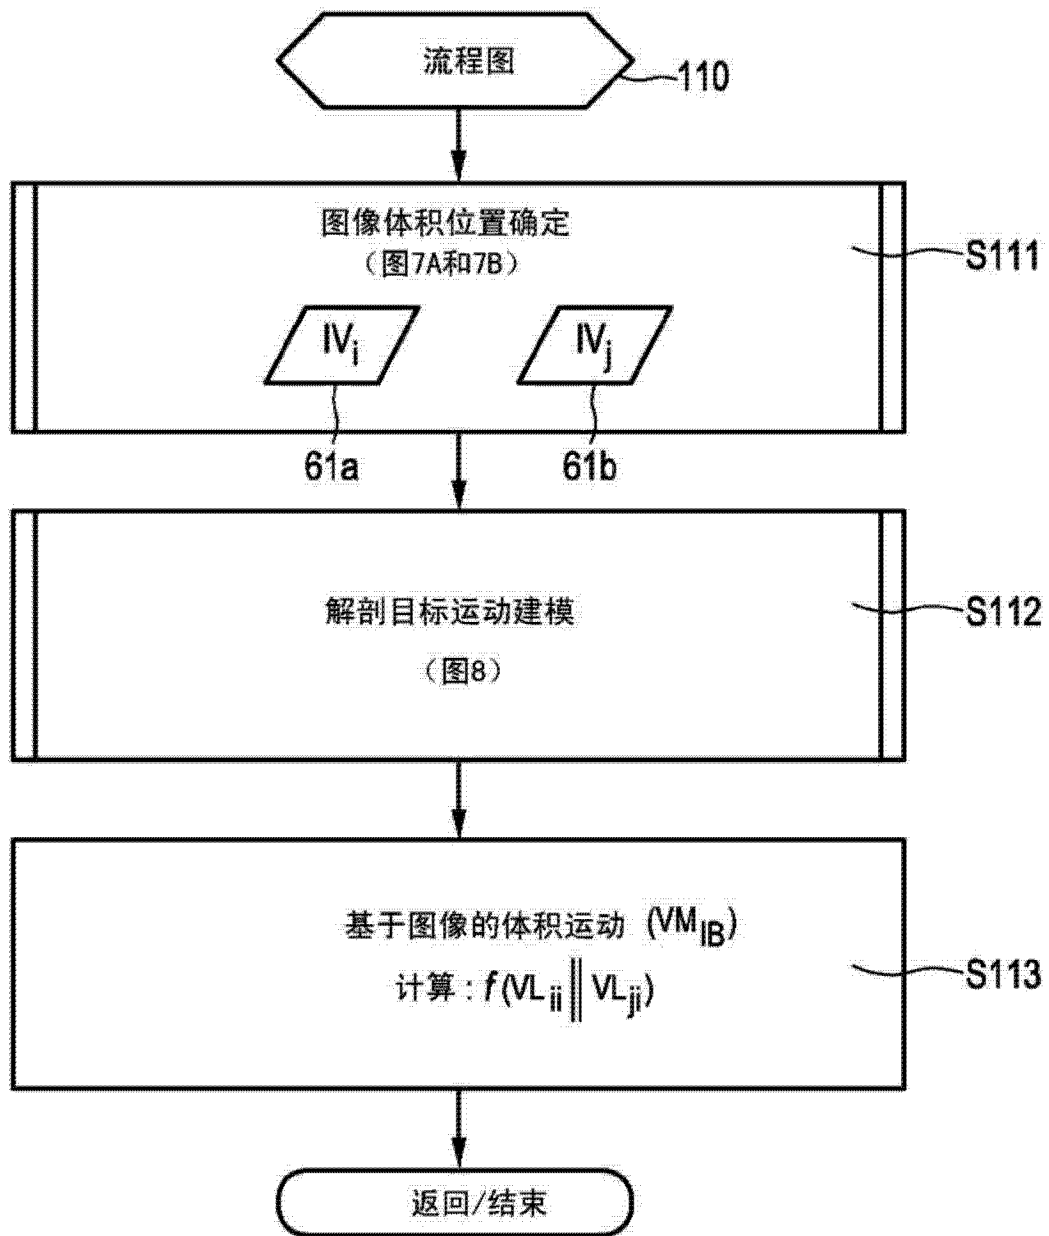 流程图
110
图像体积位置确定
（图7A和7B）
S111
IVi
IVj
61a
61b
解剖目标运动建模
（图8）
S112
基于图像的体积运动 (VMIB)
计算：f(VLii‖VLji)
S113
返回/结束